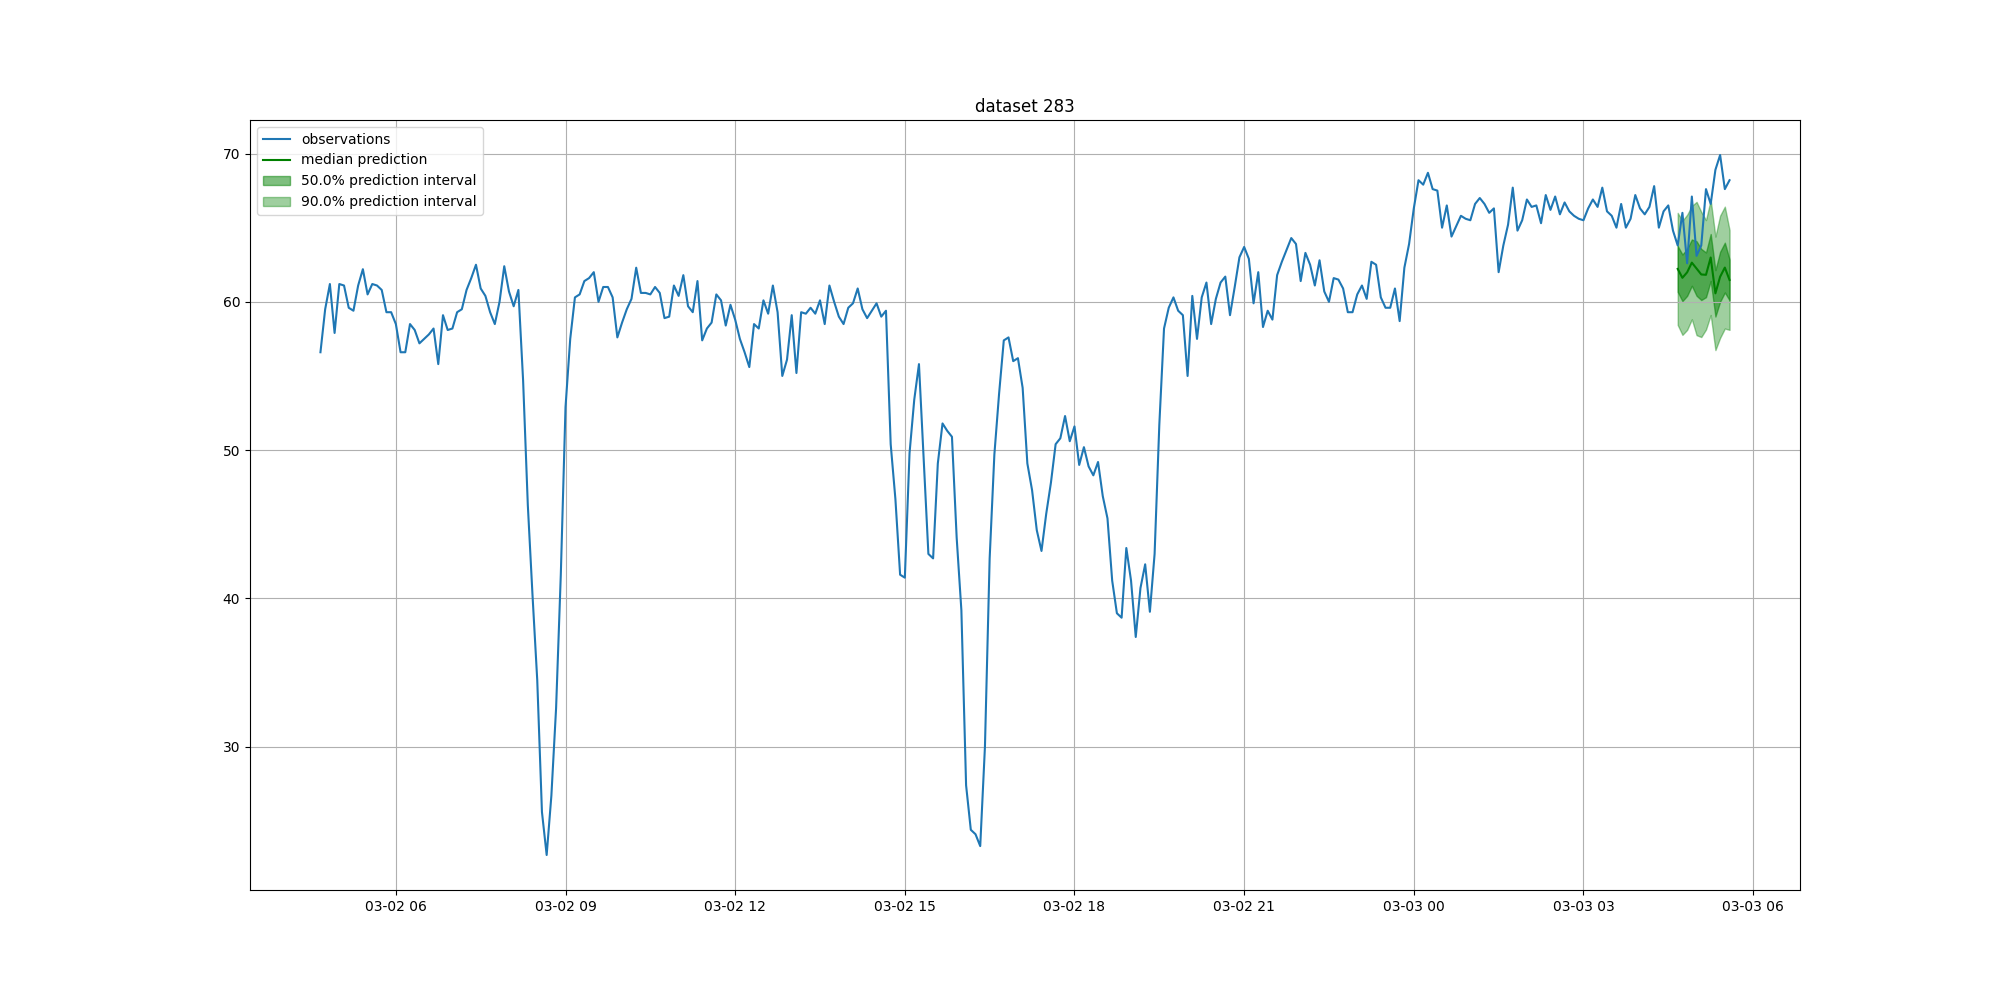 dataset 283
observations
median prediction
50.0% prediction interval
90.0% prediction interval
70
60
50
40
30
03-02 06
03-02 09
03-02 12
03-02 15
03-02 18
03-02 21
03-03 00
03-03 03
03-03 06